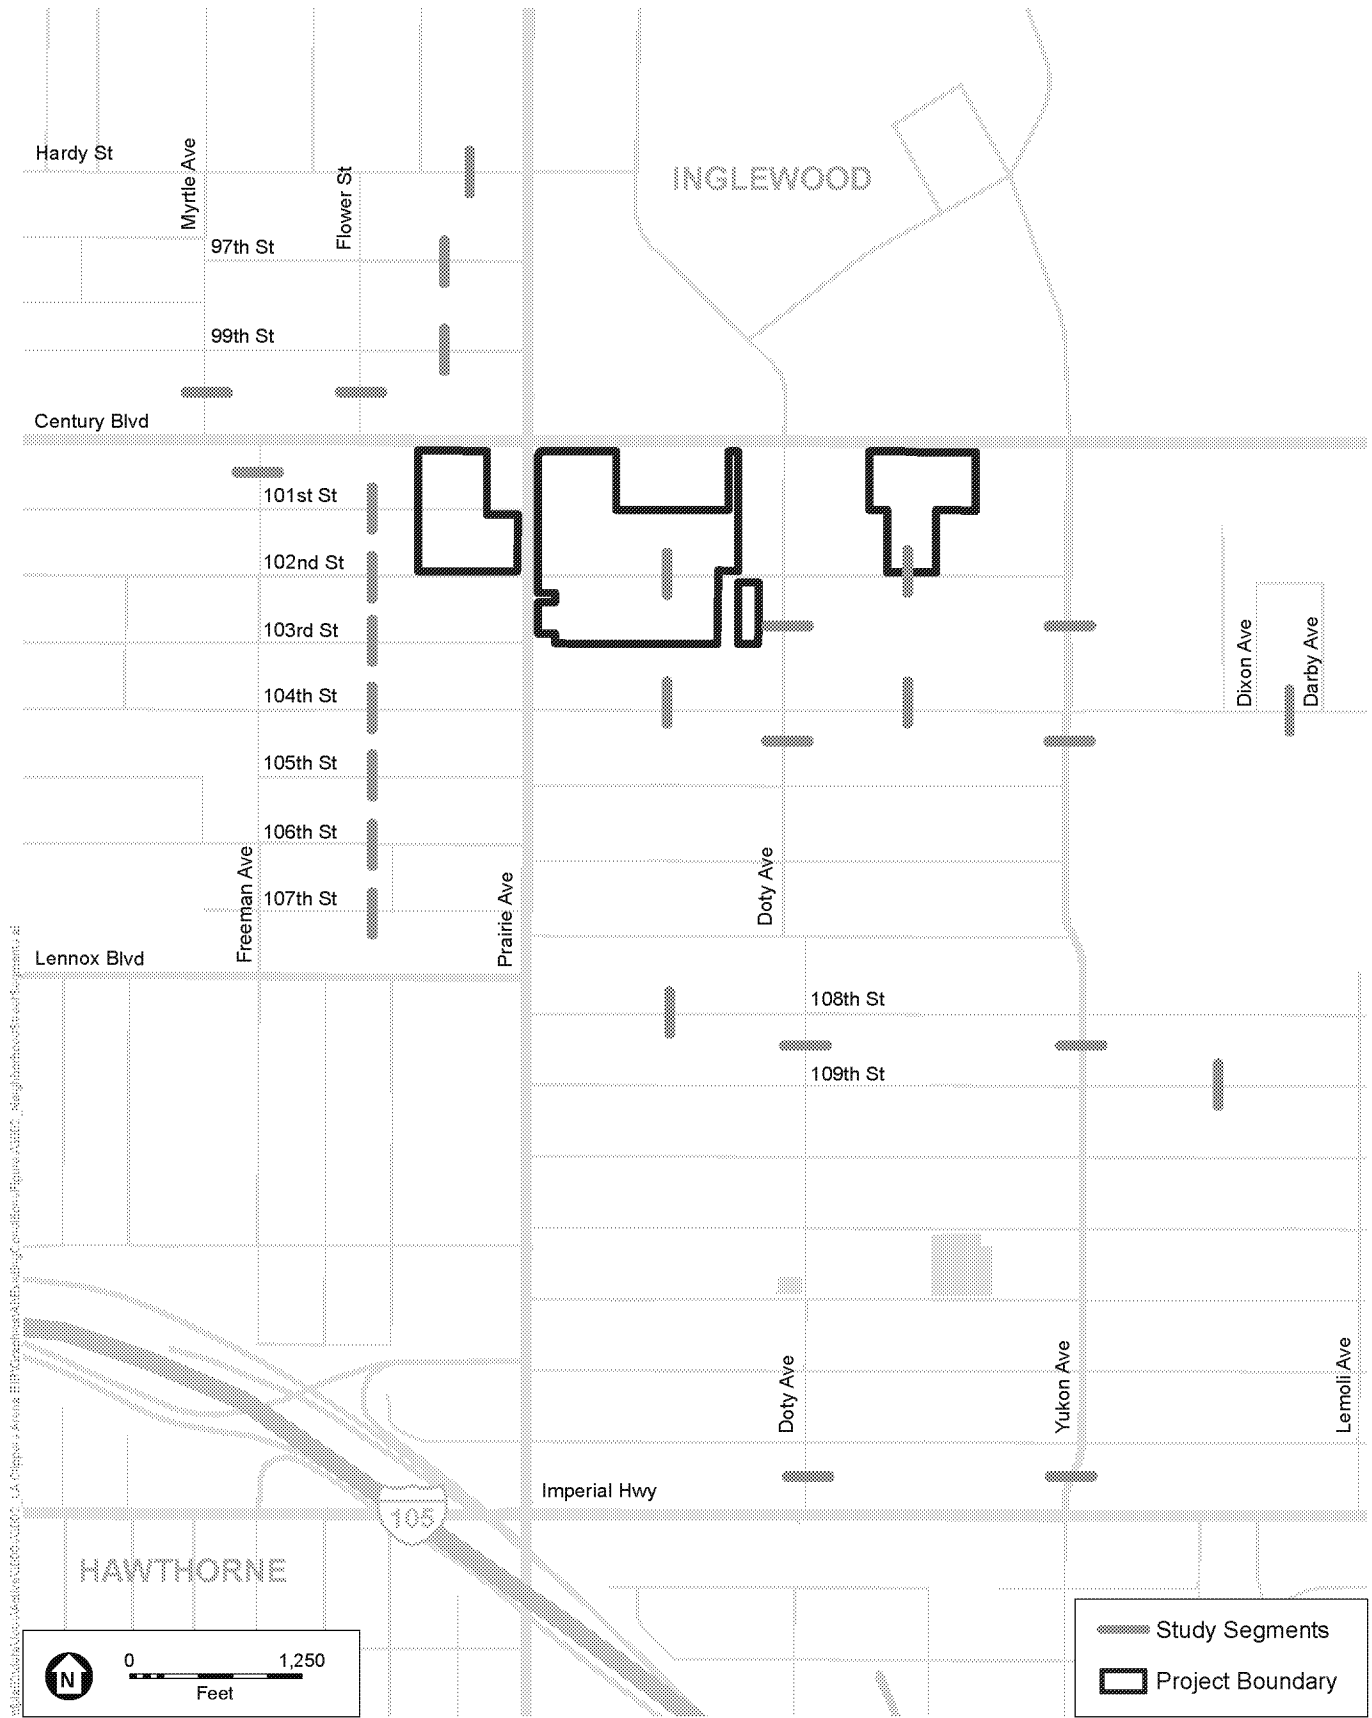 Hardy St
Myrtle Ave
Flower St
INGLEWOOD
97th St
99th St
Century Blvd
101st St
102nd St
103rd St
104th St
105th St
106th St
107th St
Dixon Ave
Darby Ave
Freeman Ave
Prairie Ave
Doty Ave
Lennox Blvd
108th St
109th St
Doty Ave
Yukon Ave
Lemoli Ave
Imperial Hwy
105
HAWTHORNE
N
0 1,250
Feet
Study Segments
Project Boundary